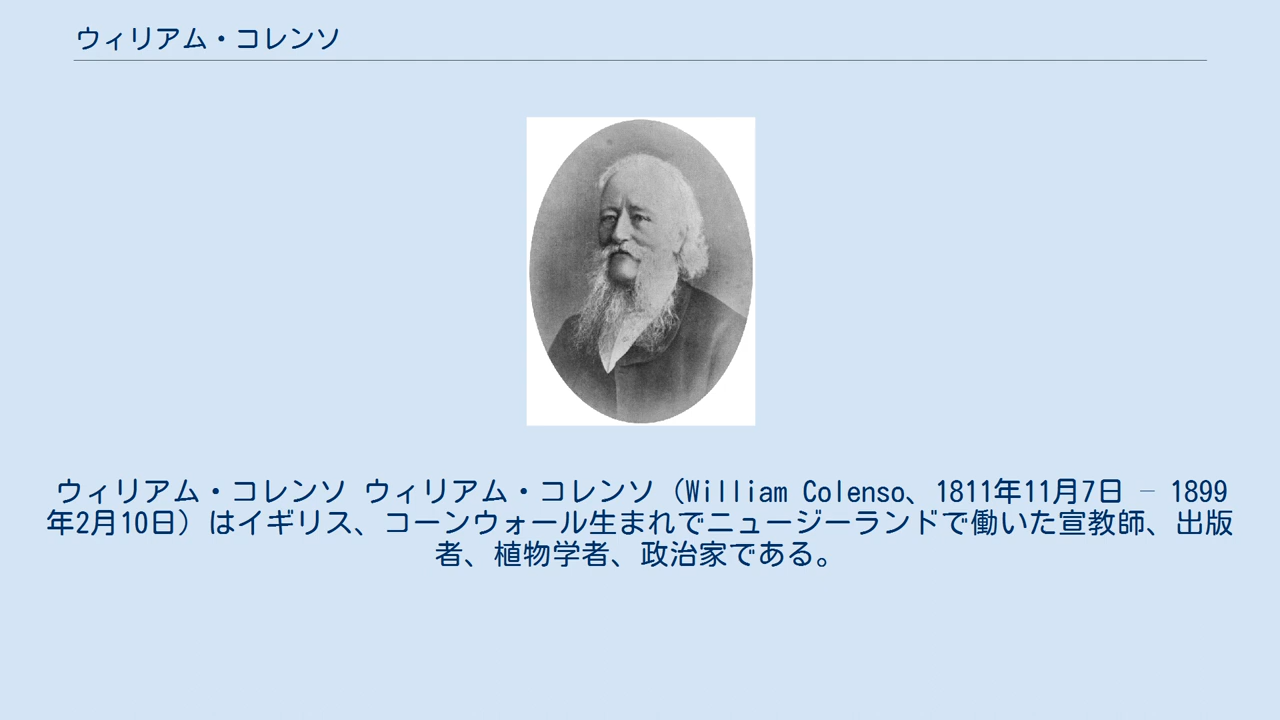 ウィリアム・コレンソ
ウィリアム・コレンソ ウィリアム・コレンソ（William Colenso、1811年11月7日 – 1899
年2月10日）はイギリス、コーンウォール生まれでニュージーランドで働いた宣教師、出版
者、植物学者、政治家である。